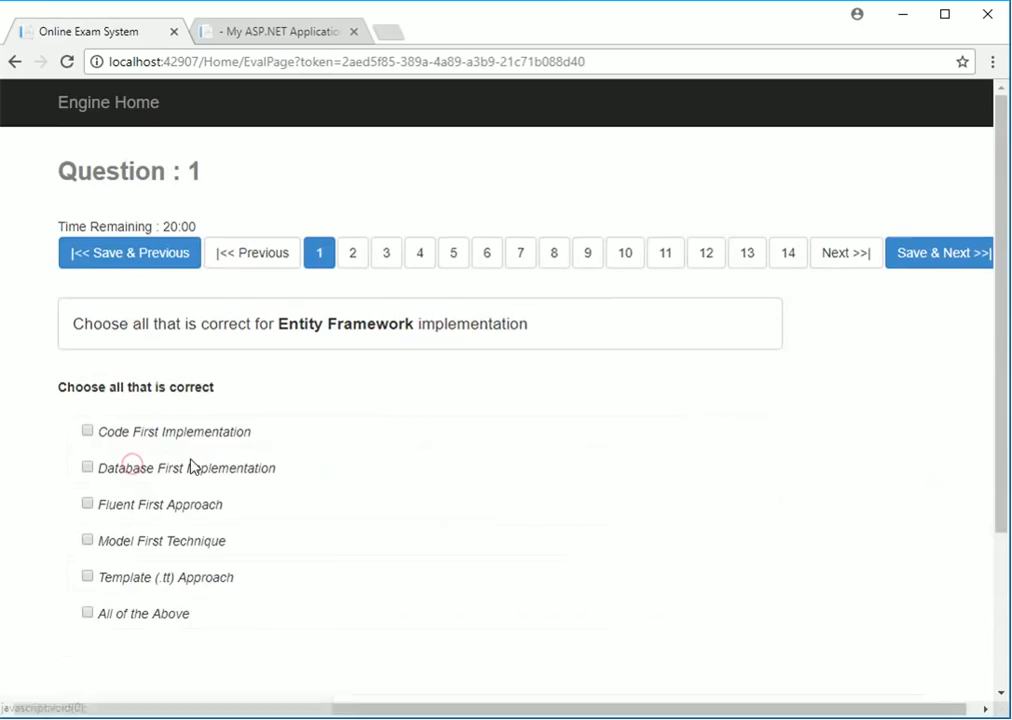 Online Exam System
- My ASP.NET Applicatio
localhost:42907/Home/EvalPage?token=2aed5f85-389a-4a89-a3b9-21c71b088d40
Engine Home
Question : 1
Time Remaining : 20:00
|<< Save & Previous |<< Previous 1 2 3 4 5 6 7 8 9 10 11 12 13 14 Next >>| Save & Next >>|
Choose all that is correct for Entity Framework implementation
Choose all that is correct
Code First Implementation
Database First Implementation
Fluent First Approach
Model First Technique
Template (.tt) Approach
All of the Above
javascript:void(0);